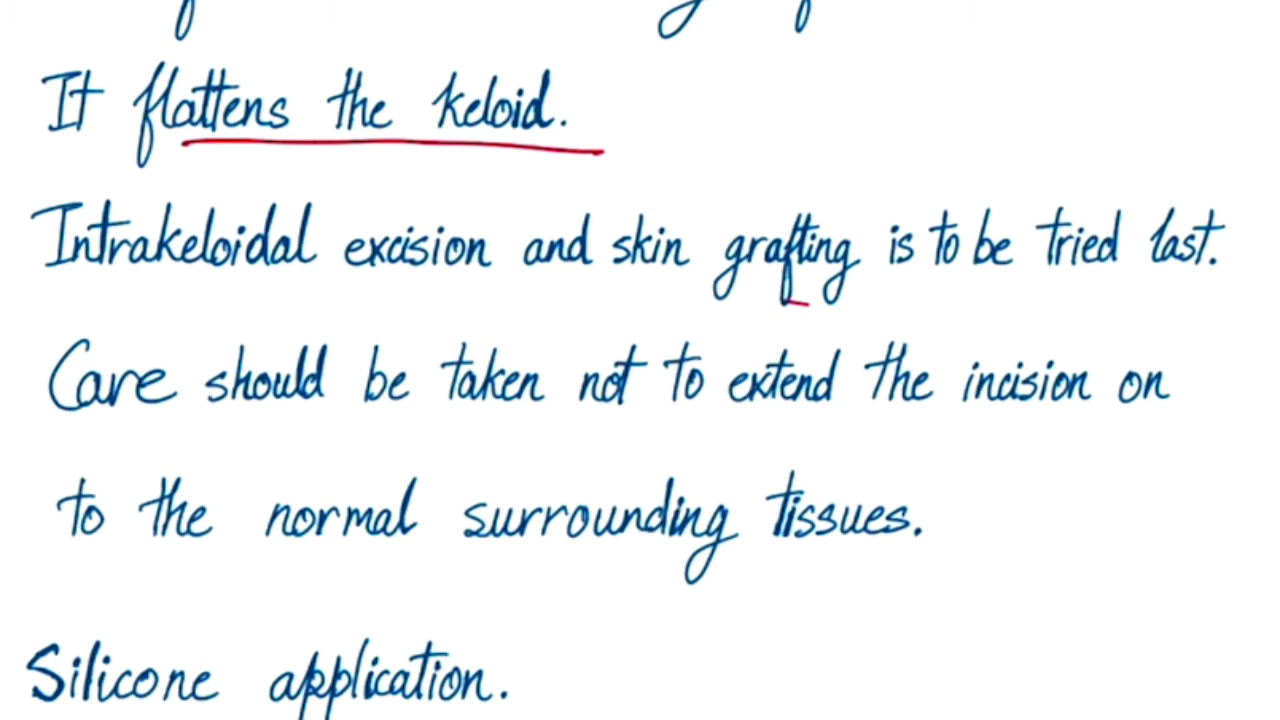 It flattens the keloid.
Intrakeloidal excision and skin grafting is to be tried last.
Care should be taken not to extend the incision on
to the normal surrounding tissues.
Silicone application.